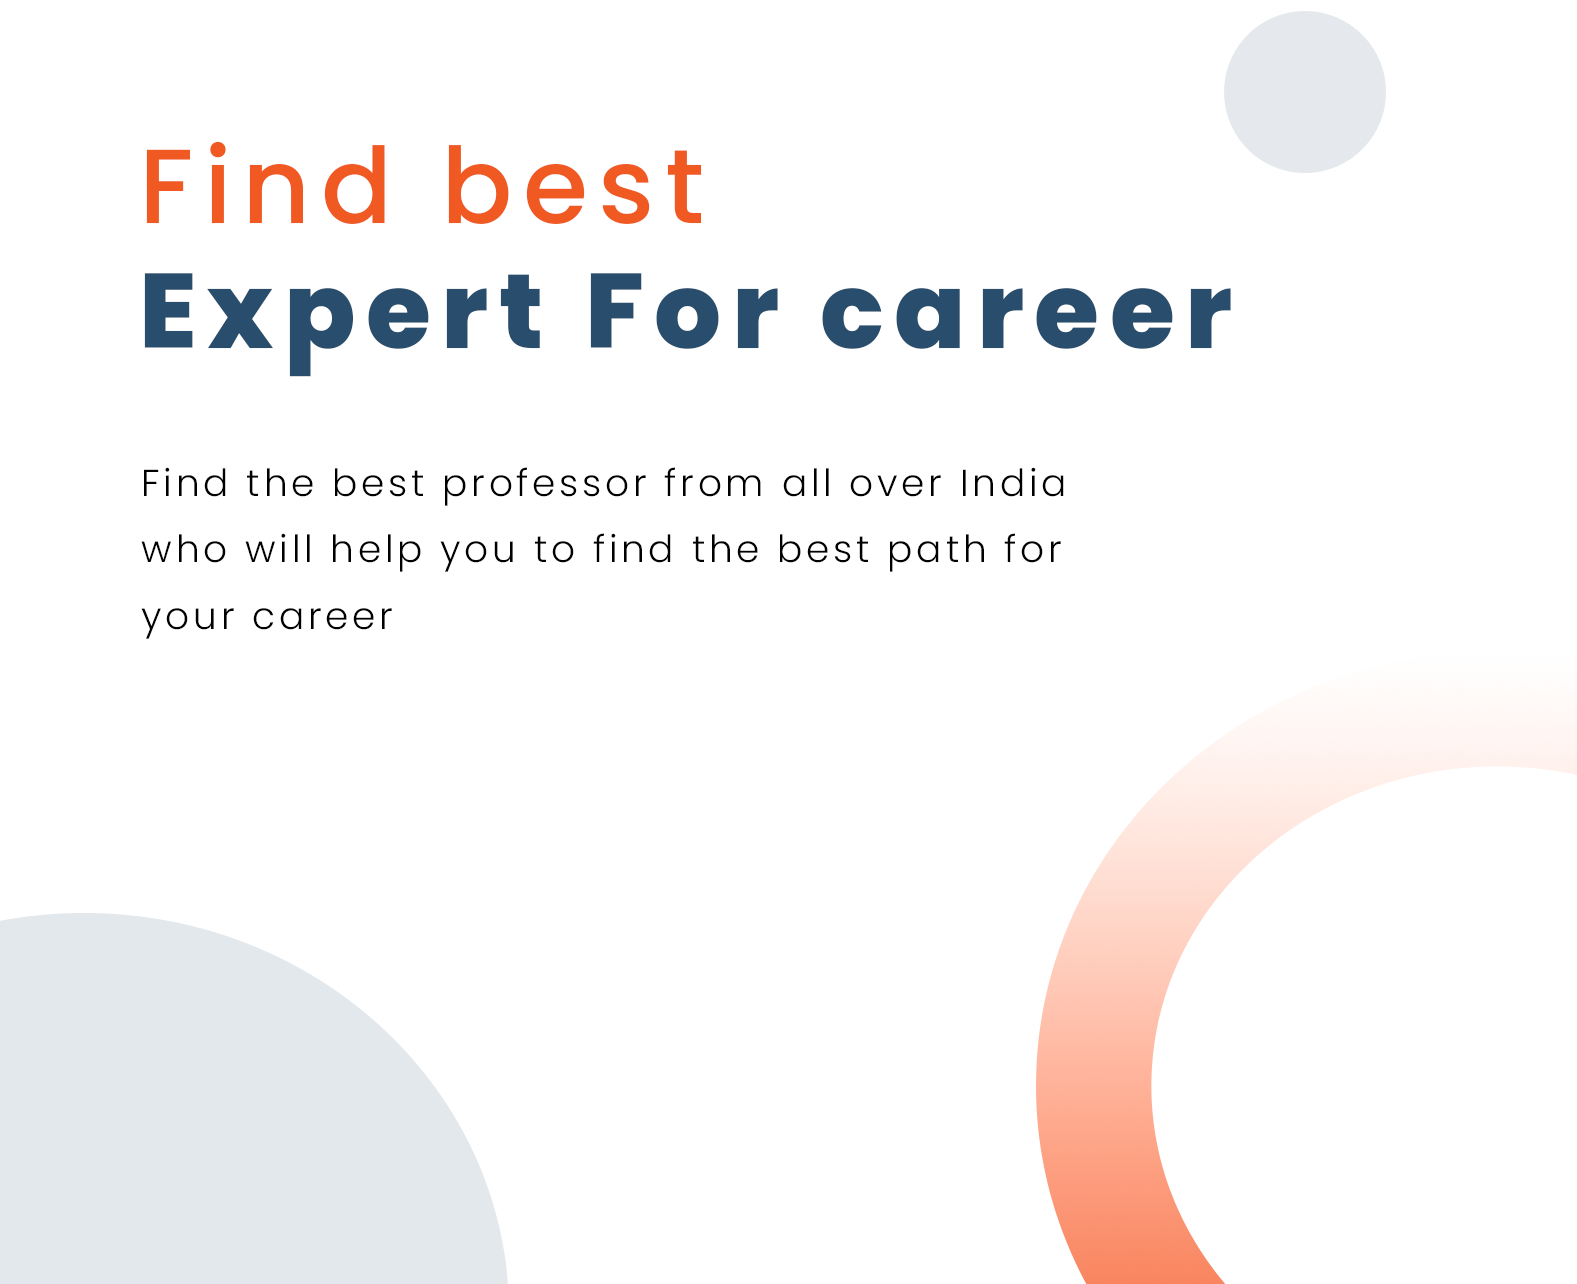 Find best
Expert For career
Find the best professor from all over India
who will help you to find the best path for
your career